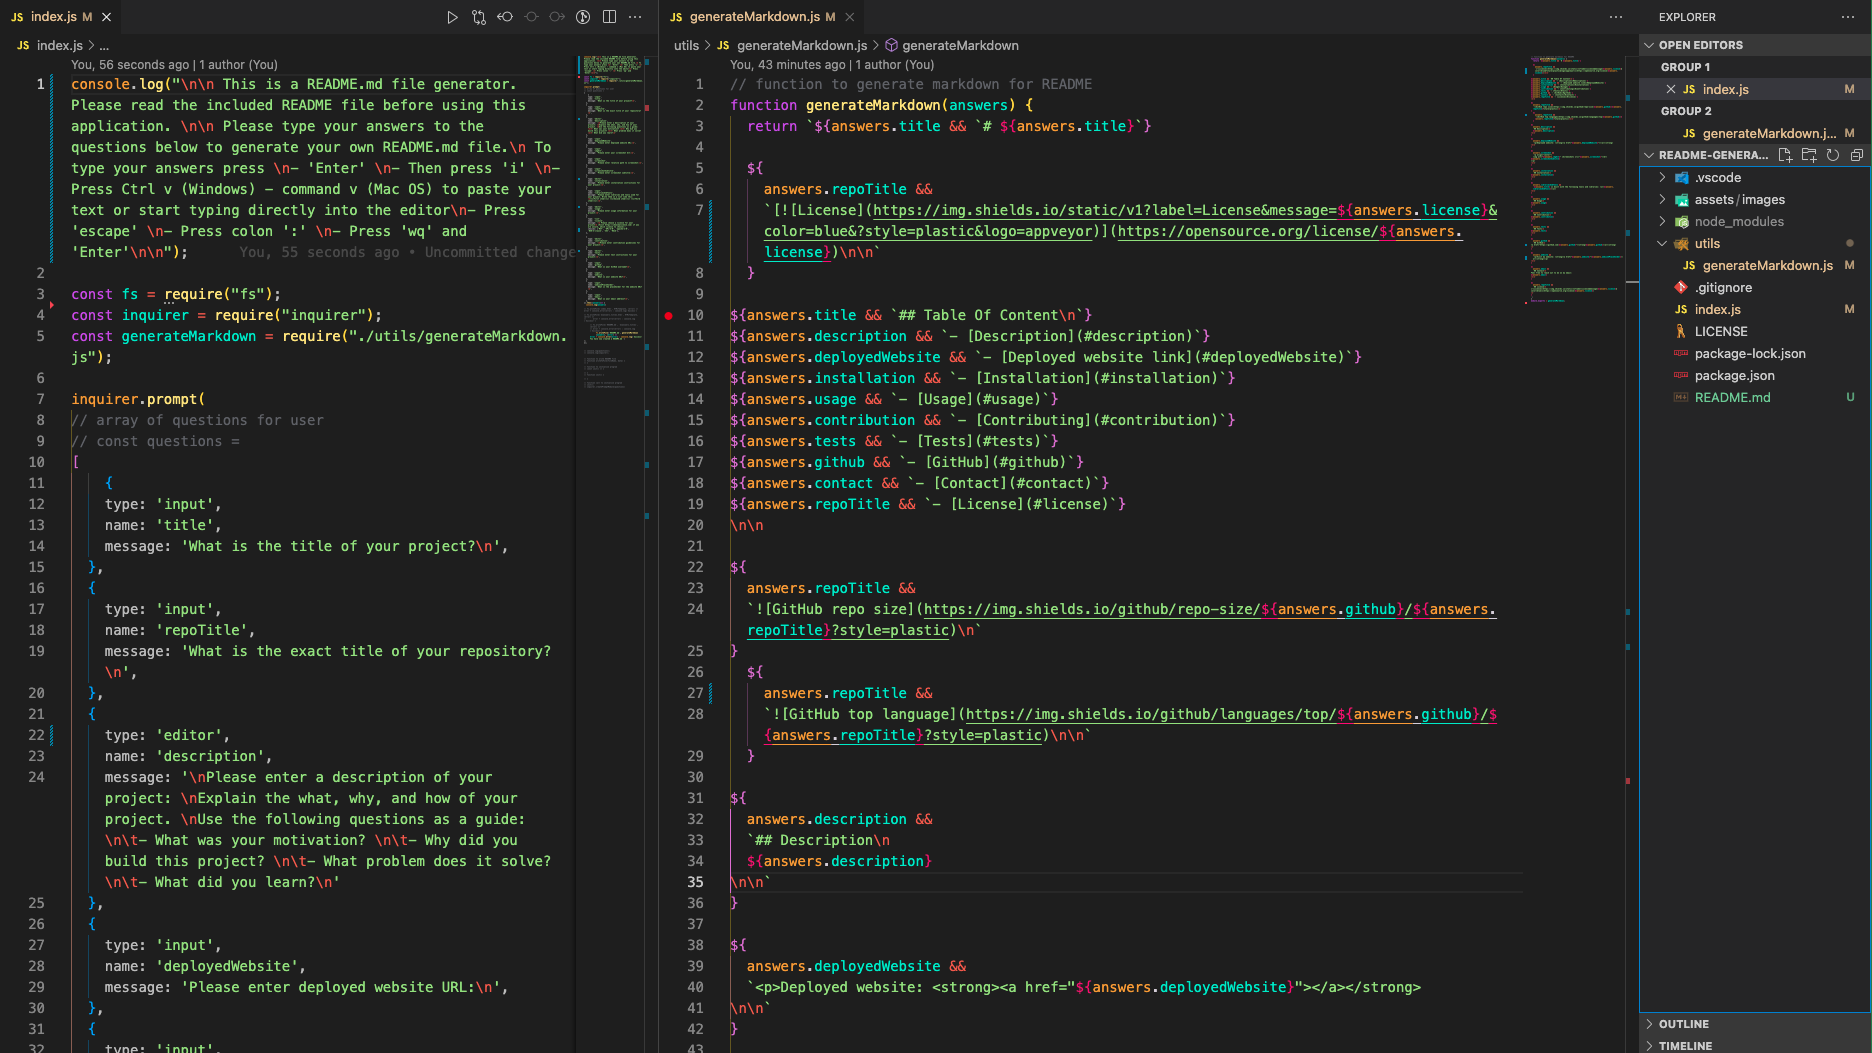 JS index.js M ×
JS index.js > ...
You, 56 seconds ago | 1 author (You)
1 console.log("\n\n This is a README.md file generator.
Please read the included README file before using this
application. \n\n Please type your answers to the
questions below to generate your own README.md file.\n To
type your answers press \n- 'Enter' \n- Then press 'i' \n-
Press Ctrl v (Windows) - command v (Mac OS) to paste your
text or start typing directly into the editor\n- Press
'escape' \n- Press colon ':' \n- Press 'wq' and
'Enter'\n\n"); You, 55 seconds ago • Uncommitted change
2
3 const fs = require("fs");
4 const inquirer = require("inquirer");
5 const generateMarkdown = require("./utils/generateMarkdown.
js");
6
7 inquirer.prompt(
8 // array of questions for user
9 // const questions =
10 [
11 {
12 type: 'input',
13 name: 'title',
14 message: 'What is the title of your project?\n',
15 },
16 {
17 type: 'input',
18 name: 'repoTitle',
19 message: 'What is the exact title of your repository?
\n',
20 },
21 {
22 type: 'editor',
23 name: 'description',
24 message: '\nPlease enter a description of your
project: \nExplain the what, why, and how of your
project. \nUse the following questions as a guide:
\n\t- What was your motivation? \n\t- Why did you
build this project? \n\t- What problem does it solve?
\n\t- What did you learn?\n'
25 },
26 {
27 type: 'input',
28 name: 'deployedWebsite',
29 message: 'Please enter deployed website URL:\n',
30 },
31 {
32 type: 'input',
JS generateMarkdown.js M ×
utils > JS generateMarkdown.js > generateMarkdown
You, 43 minutes ago | 1 author (You)
1 // function to generate markdown for README
2 function generateMarkdown(answers) {
3 return `${answers.title && `# ${answers.title}`}
4
5 ${
6 answers.repoTitle &&
7 `[![License](https://img.shields.io/static/v1?label=License&message=${answers.license}&
color=blue&?style=plastic&logo=appveyor)](https://opensource.org/license/${answers.
license})\n\n`
8 }
9
10 ${answers.title && `## Table Of Content\n`}
11 ${answers.description && `- [Description](#description)`}
12 ${answers.deployedWebsite && `- [Deployed website link](#deployedWebsite)`}
13 ${answers.installation && `- [Installation](#installation)`}
14 ${answers.usage && `- [Usage](#usage)`}
15 ${answers.contribution && `- [Contributing](#contribution)`}
16 ${answers.tests && `- [Tests](#tests)`}
17 ${answers.github && `- [GitHub](#github)`}
18 ${answers.contact && `- [Contact](#contact)`}
19 ${answers.repoTitle && `- [License](#license)`}
20 \n\n
21
22 ${
23 answers.repoTitle &&
24 `![GitHub repo size](https://img.shields.io/github/repo-size/${answers.github}/${answers.
repoTitle}?style=plastic)\n`
25 }
26 ${
27 answers.repoTitle &&
28 `![GitHub top language](https://img.shields.io/github/languages/top/${answers.github}/$
{answers.repoTitle}?style=plastic)\n\n`
29 }
30
31 ${
32 answers.description &&
33 `## Description\n
34 ${answers.description}
35 \n\n`
36 }
37
38 ${
39 answers.deployedWebsite &&
40 `<p>Deployed website: <strong><a href="${answers.deployedWebsite}"></a></strong>
41 \n\n`
42 }
43
EXPLORER
OPEN EDITORS
GROUP 1
× JS index.js M
GROUP 2
JS generateMarkdown.j... M
README-GENERA...
.vscode
assets/images
node_modules
utils
JS generateMarkdown.js M
.gitignore
JS index.js M
LICENSE
package-lock.json
package.json
README.md U
OUTLINE
TIMELINE